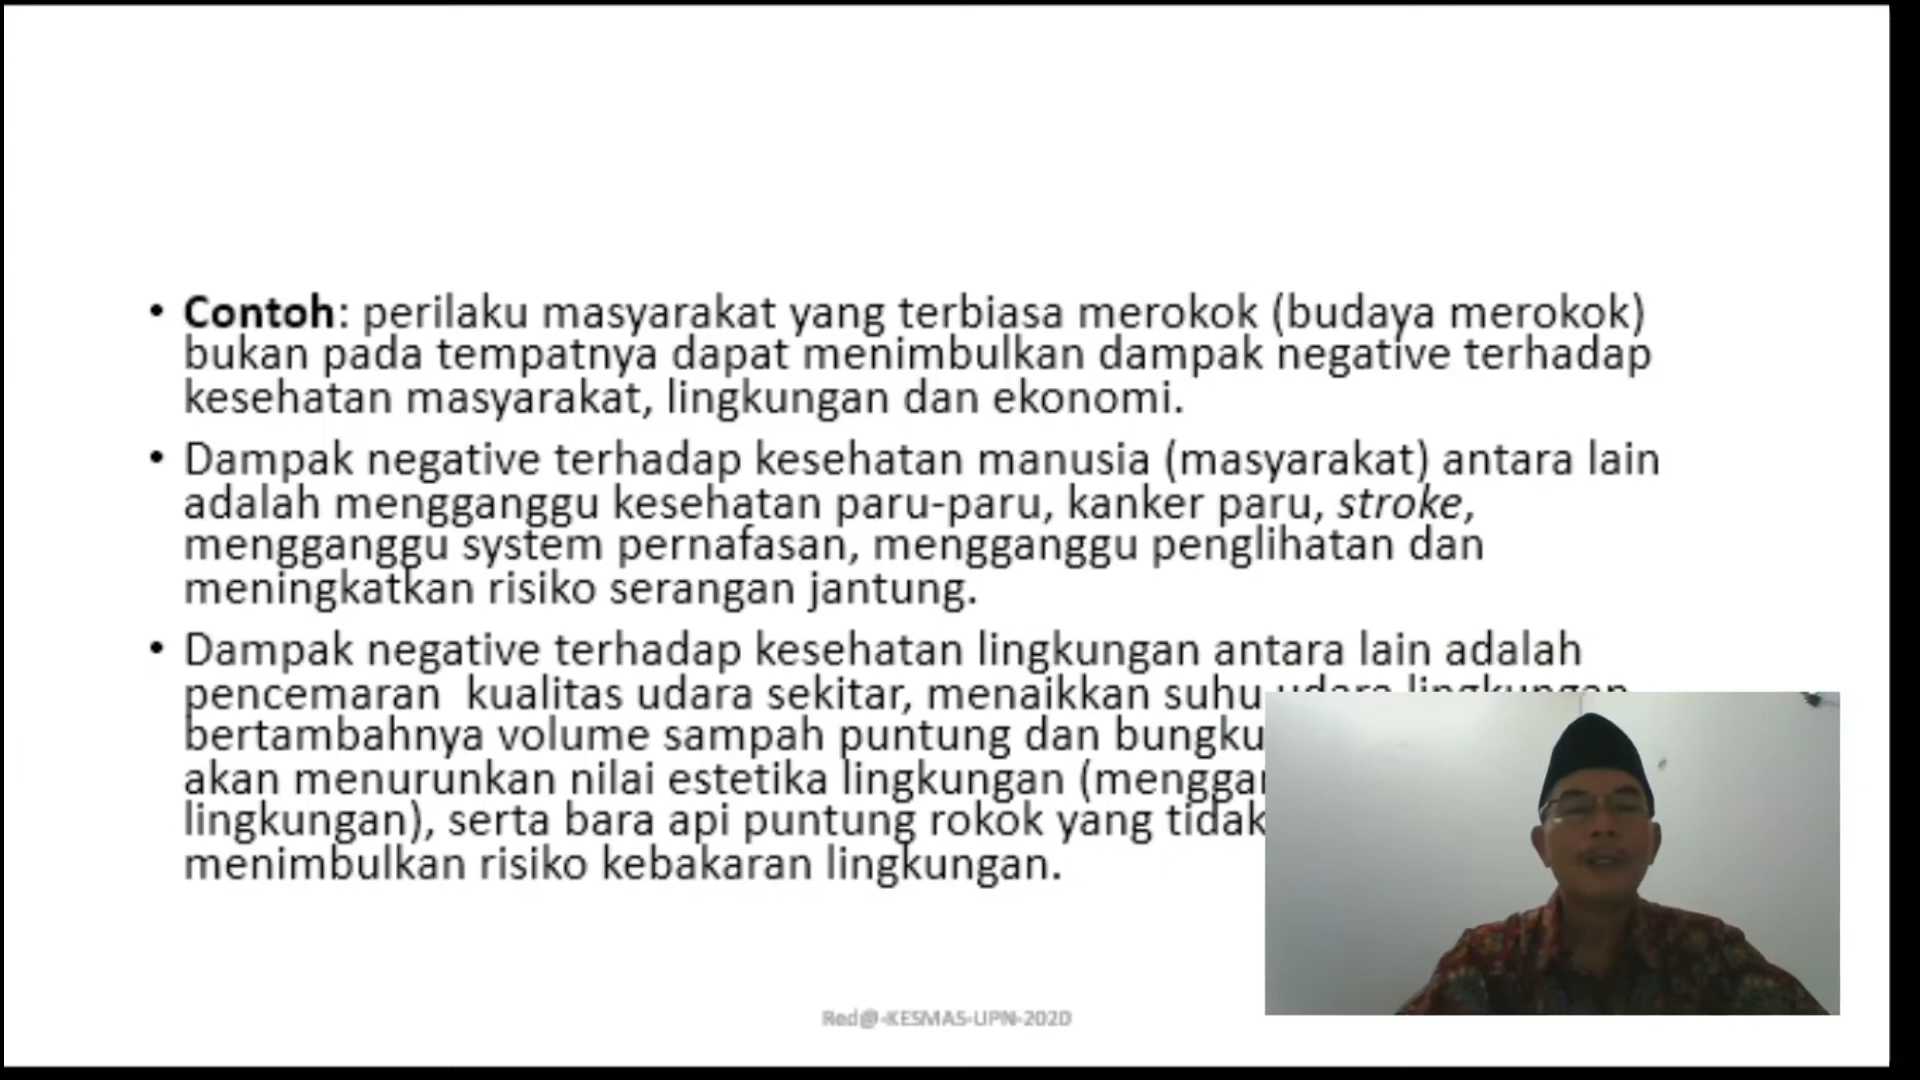 • Contoh: perilaku masyarakat yang terbiasa merokok (budaya merokok)
bukan pada tempatnya dapat menimbulkan dampak negative terhadap
kesehatan masyarakat, lingkungan dan ekonomi.
• Dampak negative terhadap kesehatan manusia (masyarakat) antara lain
adalah mengganggu kesehatan paru-paru, kanker paru, stroke,
mengganggu system pernafasan, mengganggu penglihatan dan
meningkatkan risiko serangan jantung.
• Dampak negative terhadap kesehatan lingkungan antara lain adalah
pencemaran kualitas udara sekitar, menaikkan suhu udara lingkungan
bertambahnya volume sampah puntung dan
akan menurunkan nilai estetika lingkungan
lingkungan), serta bara api puntung rokok yang tidak
menimbulkan risiko kebakaran lingkungan.
Red@-KESMAS-UPN-2020